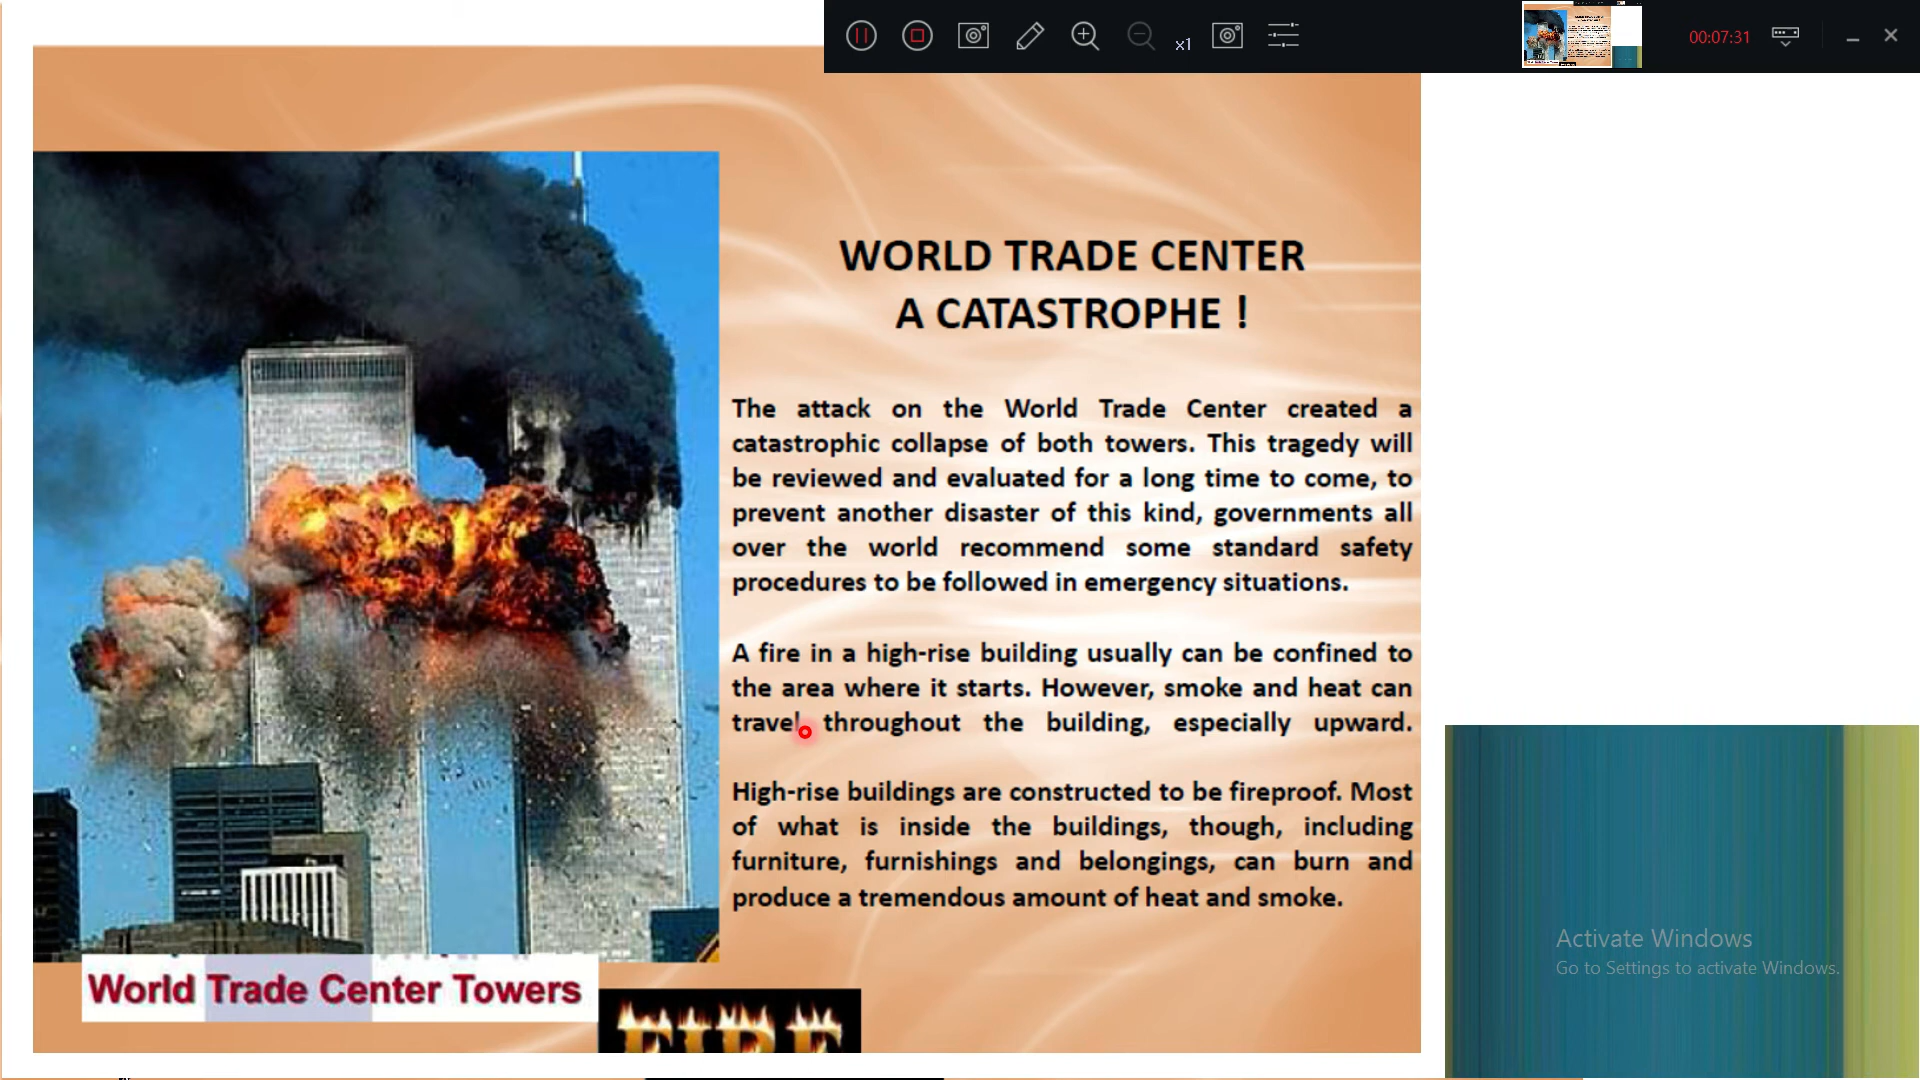 x1
00:07:31
WORLD TRADE CENTER
A CATASTROPHE !
The attack on the World Trade Center created a
catastrophic collapse of both towers. This tragedy will
be reviewed and evaluated for a long time to come, to
prevent another disaster of this kind, governments all
over the world recommend some standard safety
procedures to be followed in emergency situations.
A fire in a high-rise building usually can be confined to
the area where it starts. However, smoke and heat can
travel throughout the building, especially upward.
High-rise buildings are constructed to be fireproof. Most
of what is inside the buildings, though, including
furniture, furnishings and belongings, can burn and
produce a tremendous amount of heat and smoke.
World Trade Center Towers
FIRE
Activate Windows
Go to Settings to activate Windows.